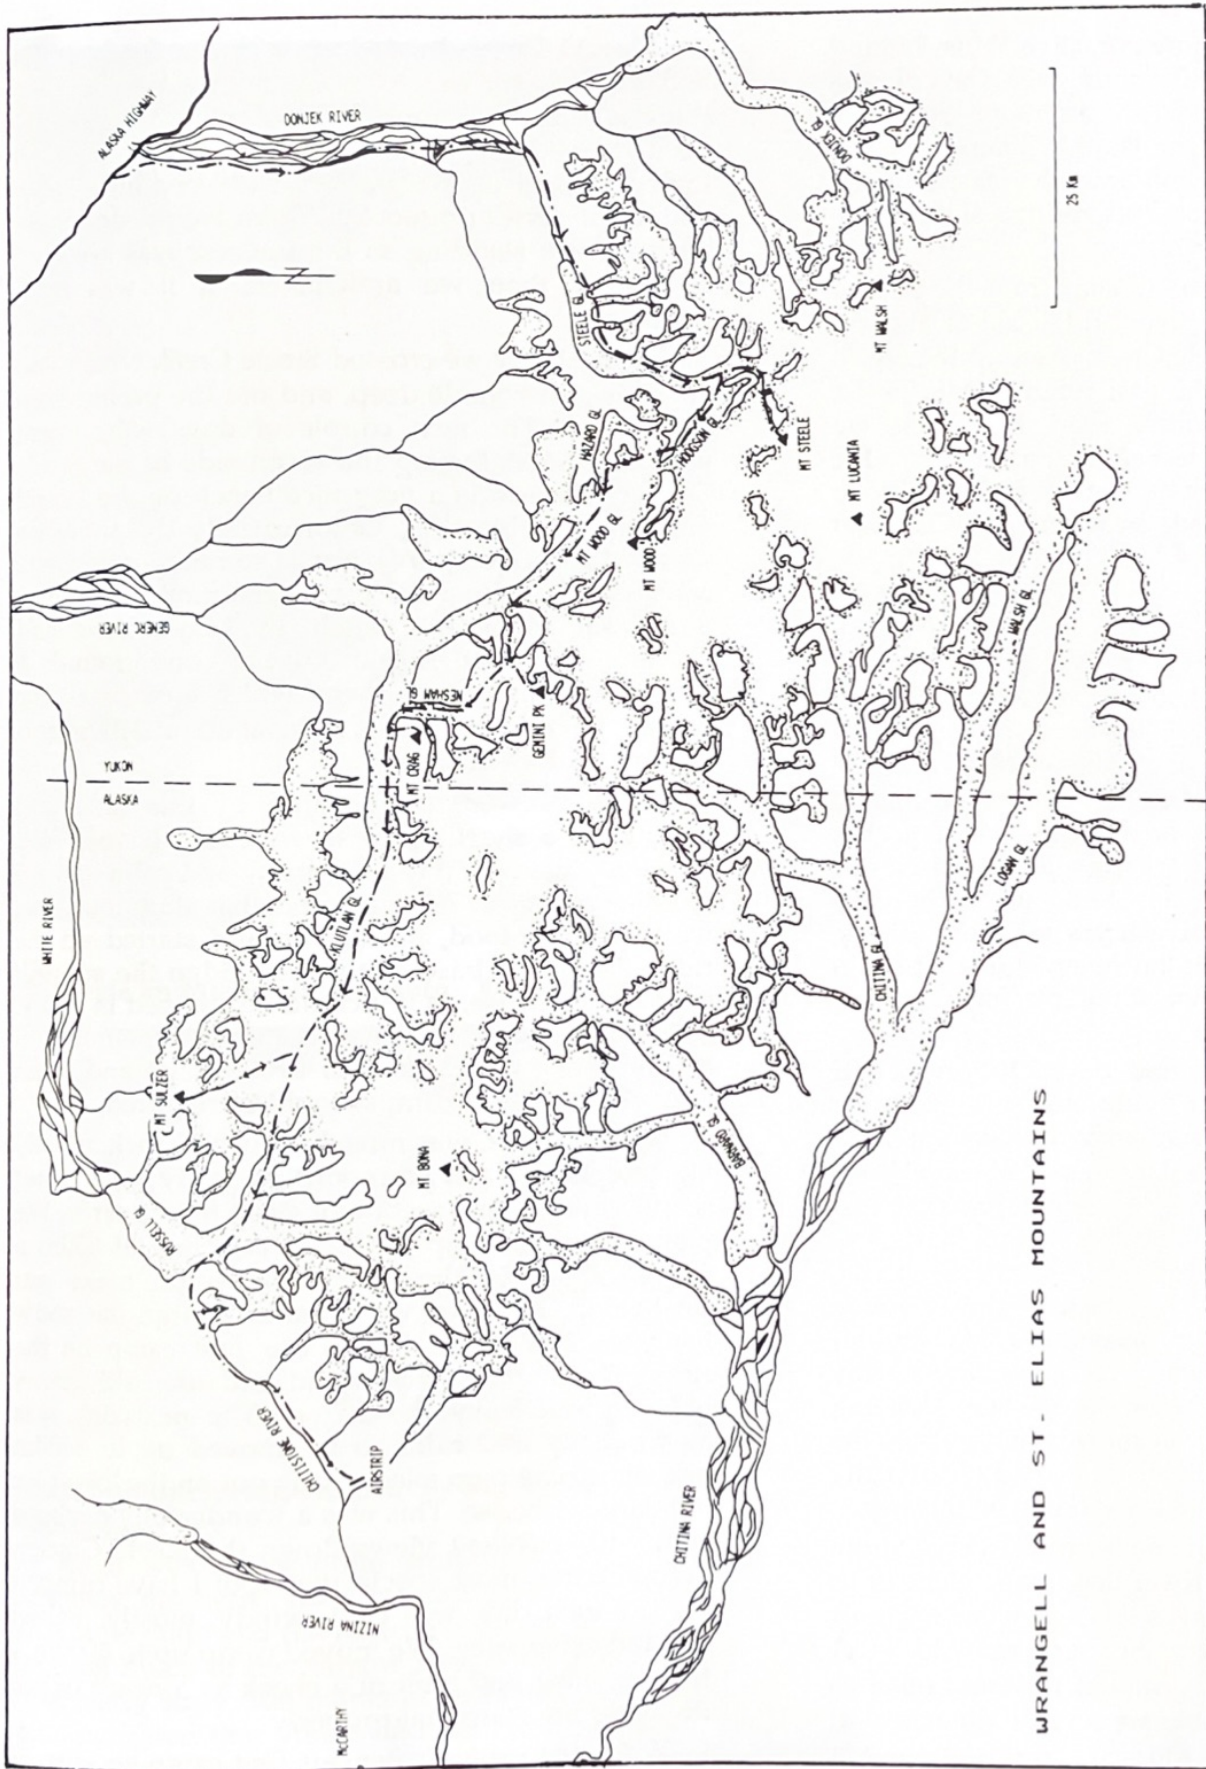 WRANGELL AND ST. ELIAS MOUNTAINS
McCARTHY
NIZINA RIVER
CHITISTONE RIVER
AIRSTRIP
CHITINA RIVER
RUSSELL GL
MT SULZER
WHITE RIVER
MT BONA
BARNARD GL
KLUTLAN GL
CHITINA GL
LOGAN GL
WALSH GL
ALASKA
YUKON
MT CRAG
NESHAM GL
GEMINI PK
GENERC RIVER
MT WOOD GL
MT WOOD
HAZARD GL
HODGSON GL
MT STEELE
MT LUCANIA
STEELE GL
MT WALSH
DONJEK GL
DONJEK RIVER
ALASKA HIGHWAY
N
25 Km